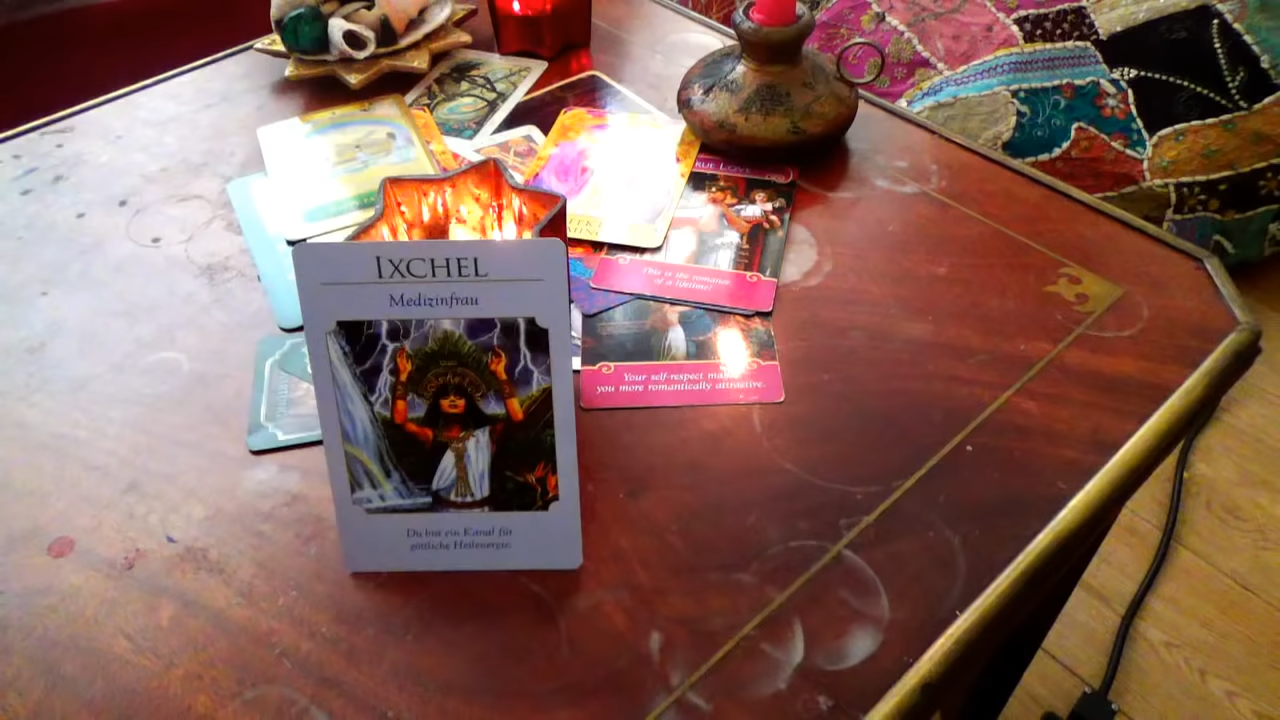 IXCHEL
Medizinfrau
Du bist ein Kanal für
göttliche Heilenergie.
TRUE LOVE
This is the romance
of a lifetime!
Your self-respect
you more romantically attractive.